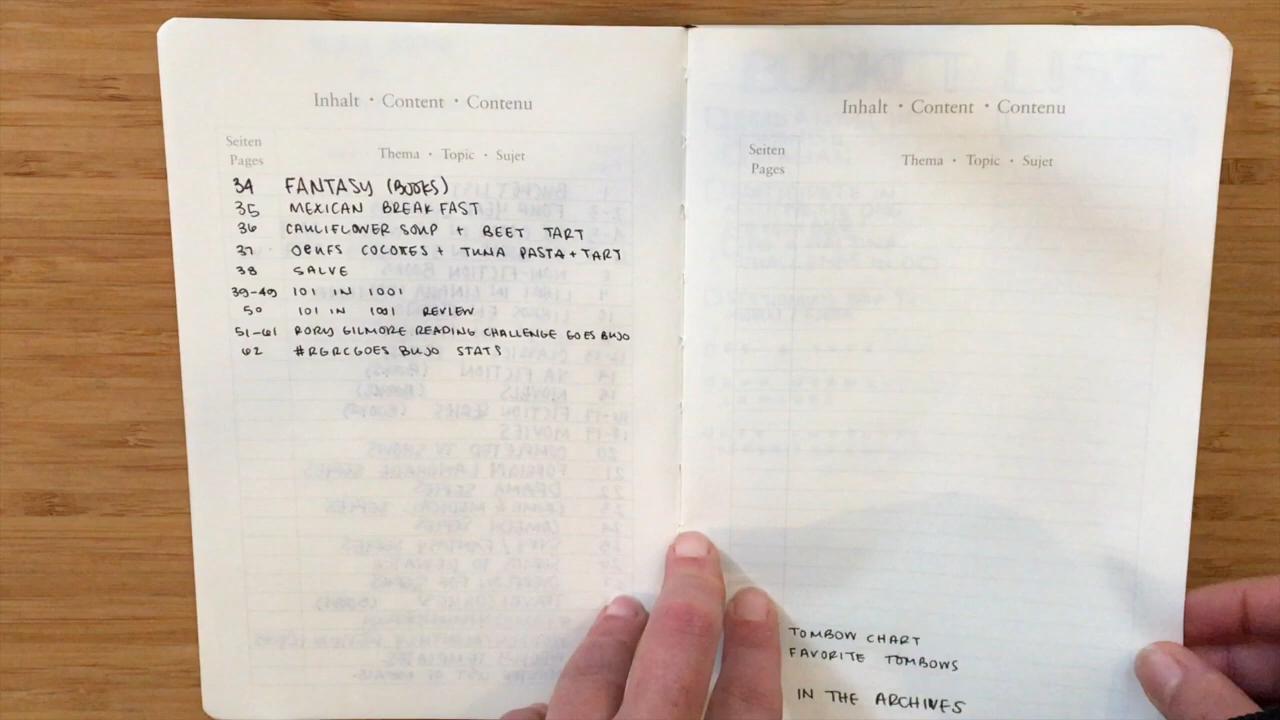 Inhalt · Content · Contenu
Seiten
Pages
Thema · Topic · Sujet
34 FANTASY (BOOKS)
35 MEXICAN BREAKFAST
36 CAULIFLOWER SOUP + BEET TART
37 OEUFS COCOTES + TUNA PASTA + TART
38 SALVE
39-49 101 IN 1001
50 101 IN 1001 REVIEW
51-61 RORY GILMORE READING CHALLENGE GOES BUJO
62 #RGRCGOES BUJO STATS
Inhalt · Content · Contenu
Seiten
Pages
Thema · Topic · Sujet
TOMBOW CHART
FAVORITE TOMBOWS
IN THE ARCHIVES